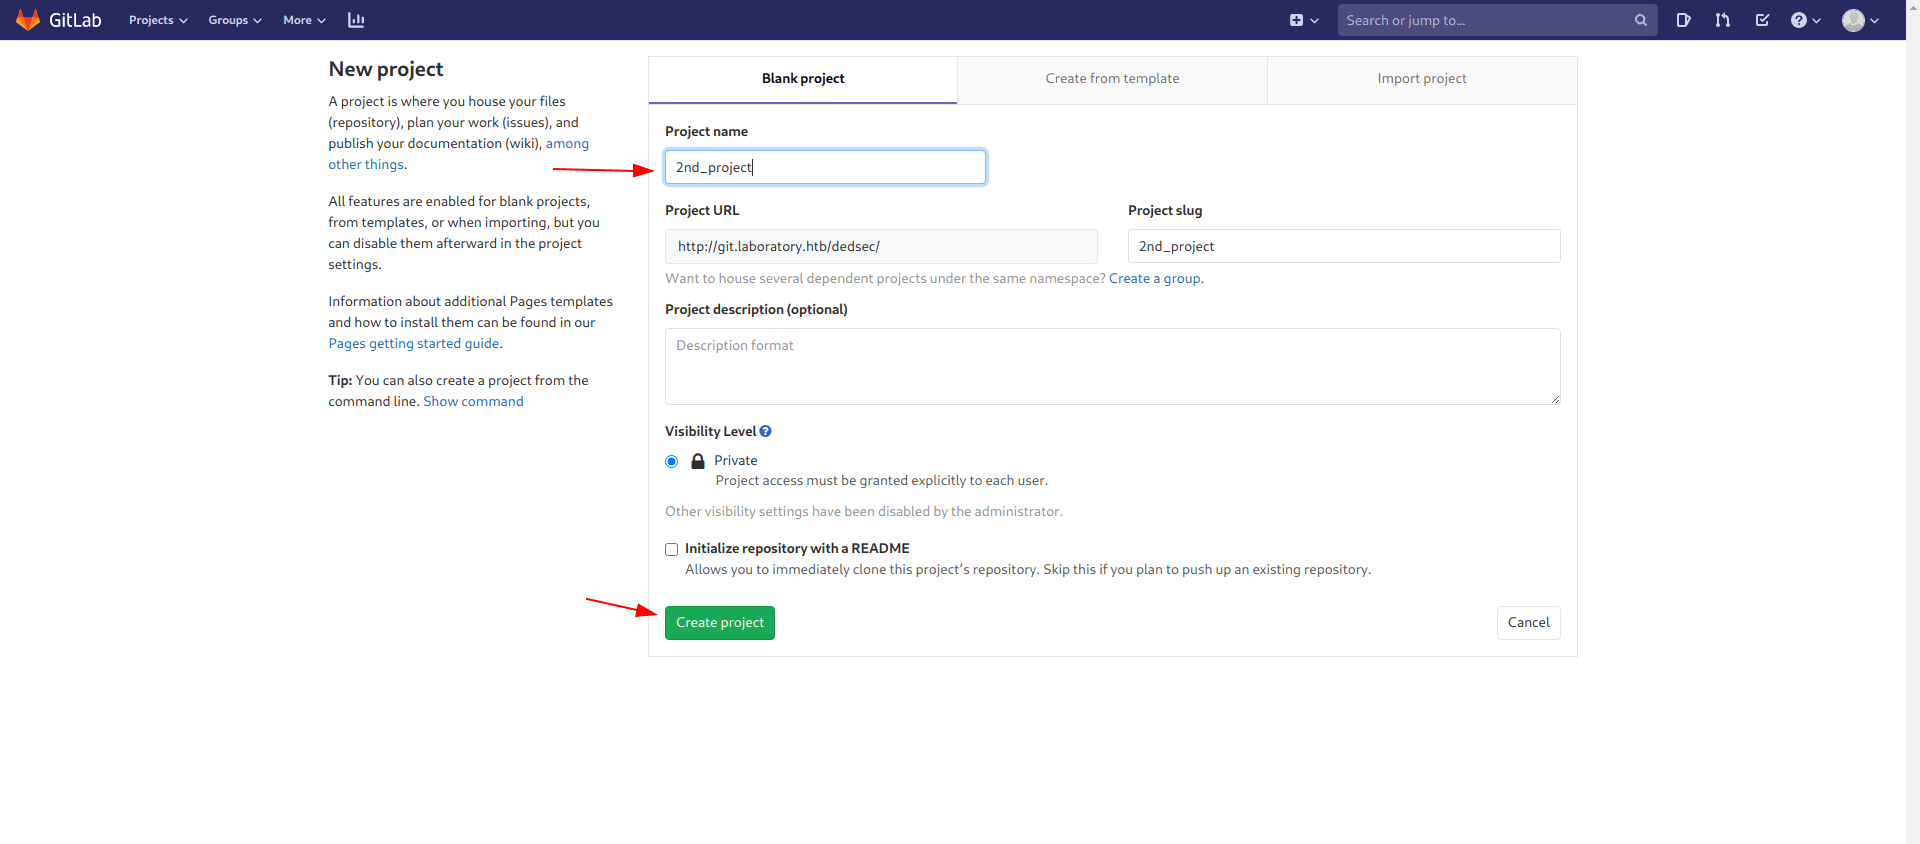 GitLab Projects Groups More Search or jump to...
New project
A project is where you house your files
(repository), plan your work (issues), and
publish your documentation (wiki), among
other things.
All features are enabled for blank projects,
from templates, or when importing, but you
can disable them afterward in the project
settings.
Information about additional Pages templates
and how to install them can be found in our
Pages getting started guide.
Tip: You can also create a project from the
command line. Show command
Blank project Create from template Import project
Project name
2nd_project
Project URL Project slug
http://git.laboratory.htb/dedsec/ 2nd_project
Want to house several dependent projects under the same namespace? Create a group.
Project description (optional)
Description format
Visibility Level
Private
Project access must be granted explicitly to each user.
Other visibility settings have been disabled by the administrator.
Initialize repository with a README
Allows you to immediately clone this project's repository. Skip this if you plan to push up an existing repository.
Create project Cancel